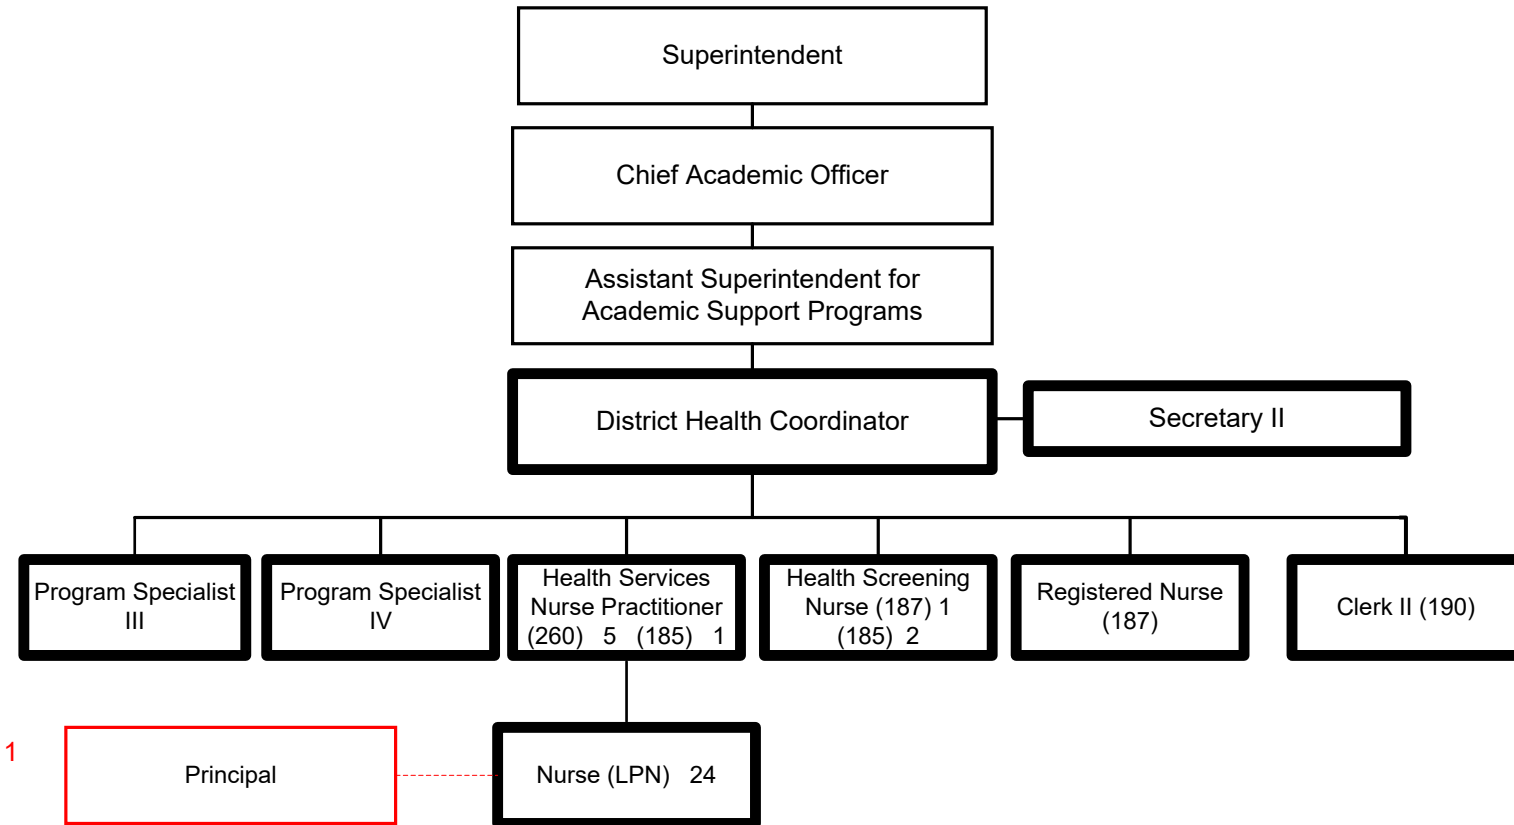 Superintendent
Chief Academic Officer
Assistant Superintendent for
Academic Support Programs
District Health Coordinator
Secretary II
Program Specialist
III
Program Specialist
IV
Health Services
Nurse Practitioner
(260) 5 (185) 1
Health Screening
Nurse (187) 1
(185) 2
Registered Nurse
(187)
Clerk II (190)
1
Principal
Nurse (LPN) 24